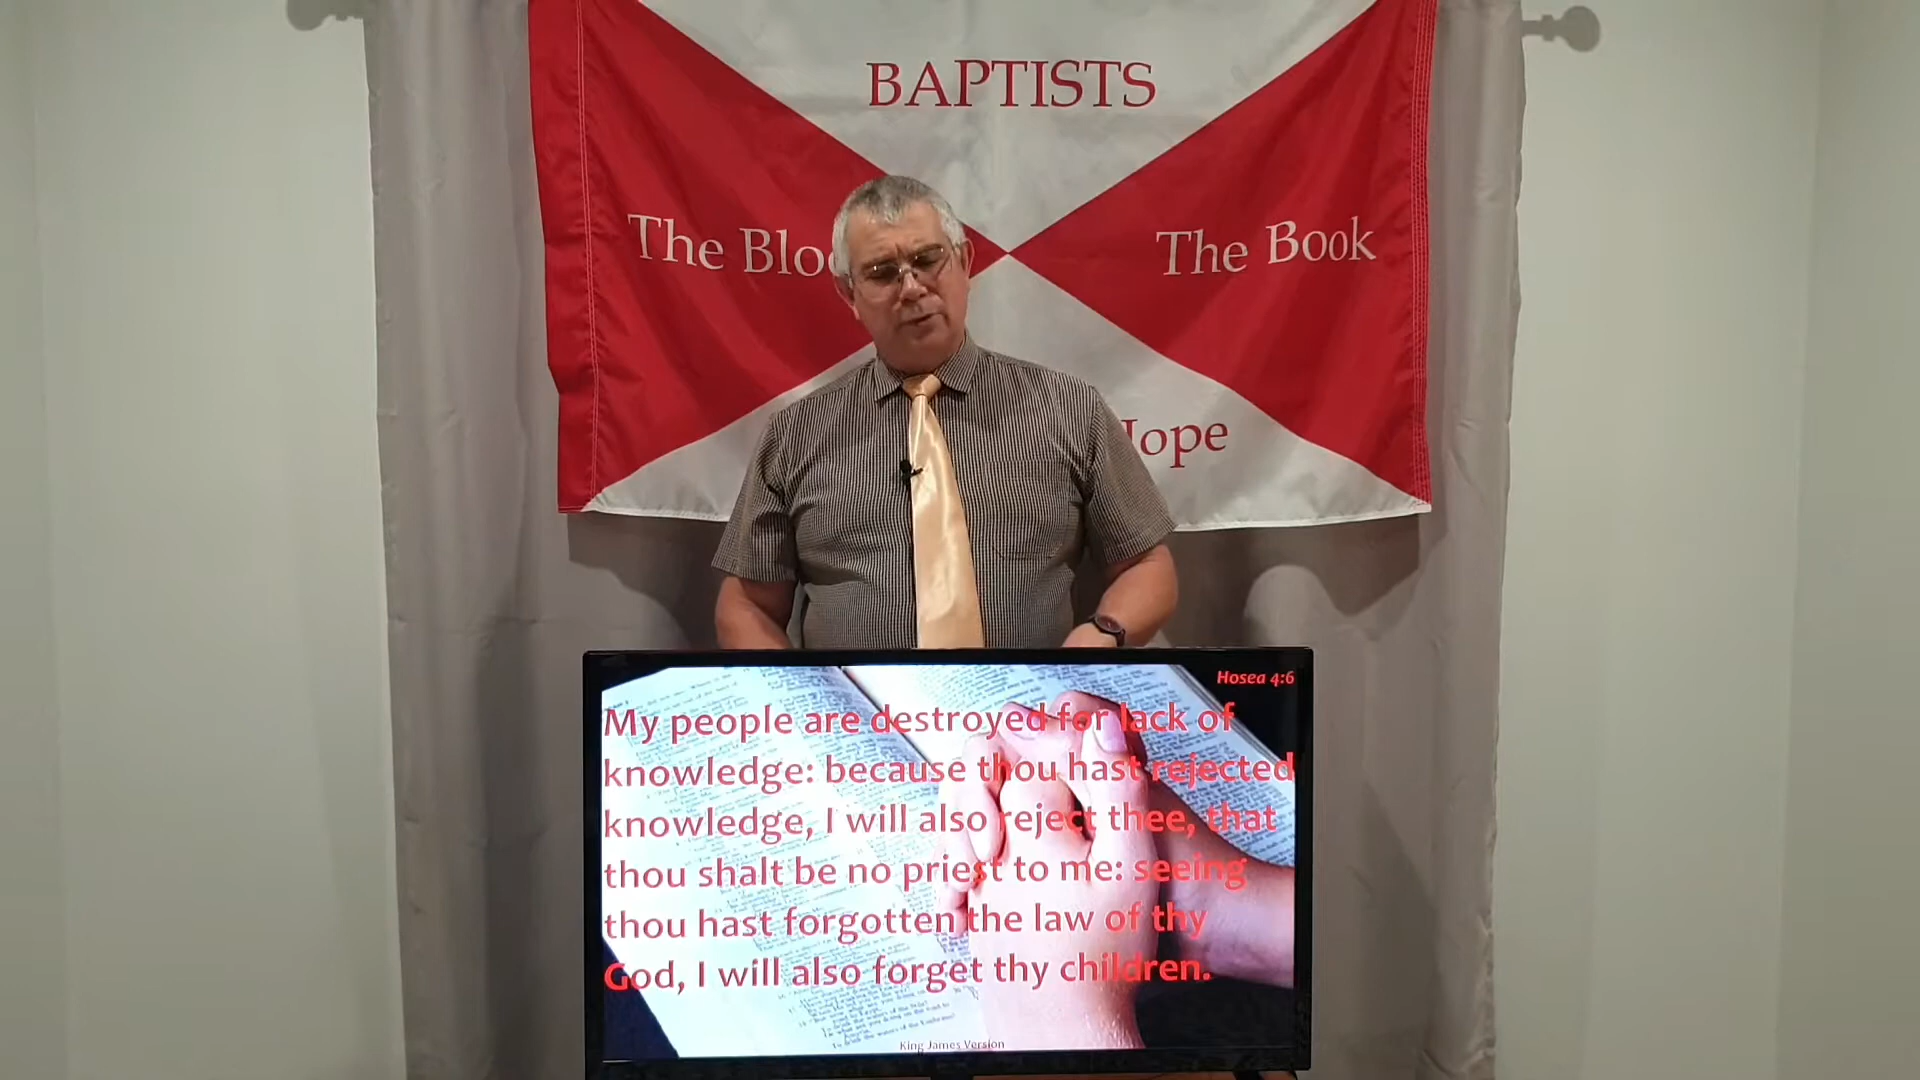 BAPTISTS
The Bloo
The Book
Hope
Hosea 4:6
My people are destroyed for lack of
knowledge: because thou hast rejected
knowledge, I will also reject thee, that
thou shalt be no priest to me: seeing
thou hast forgotten the law of thy
God, I will also forget thy children.
King James Version